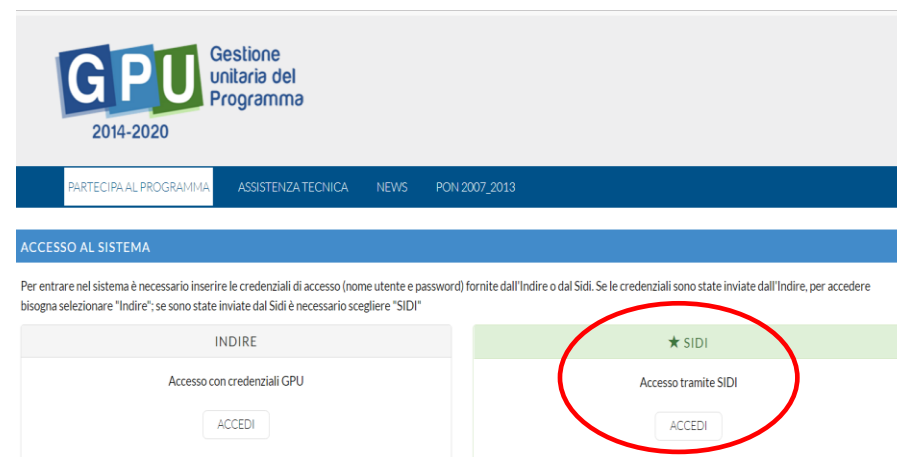 GPU Gestione
unitaria del
Programma
2014-2020
PARTECIPA AL PROGRAMMA ASSISTENZA TECNICA NEWS PON 2007_2013
ACCESSO AL SISTEMA
Per entrare nel sistema è necessario inserire le credenziali di accesso (nome utente e password) fornite dall'Indire o dal Sidi. Se le credenziali sono state inviate dall'Indire, per accedere
bisogna selezionare "Indire"; se sono state inviate dal Sidi è necessario scegliere "SIDI"
INDIRE
Accesso con credenziali GPU
ACCEDI
★ SIDI
Accesso tramite SIDI
ACCEDI